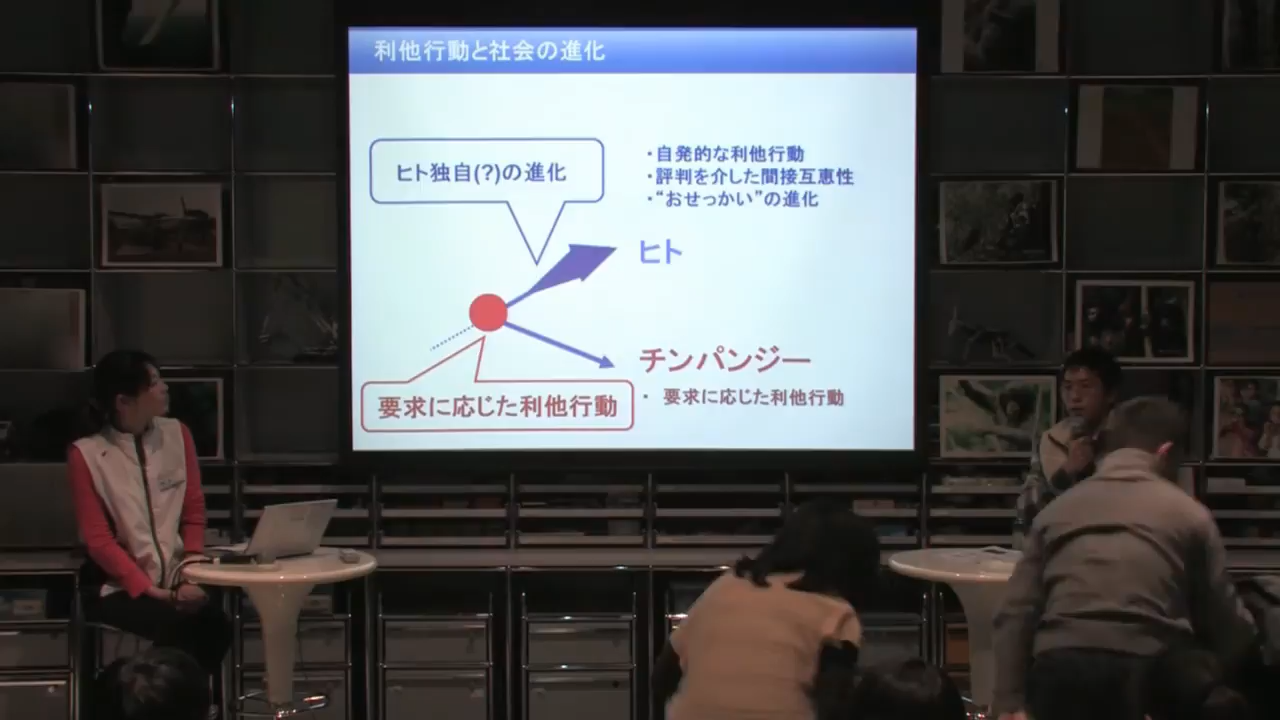 利他行動と社会の進化
ヒト独自(?)の進化
・自発的な利他行動
・評判を介した間接互恵性
・“おせっかい”の進化
ヒト
チンパンジー
・ 要求に応じた利他行動
要求に応じた利他行動